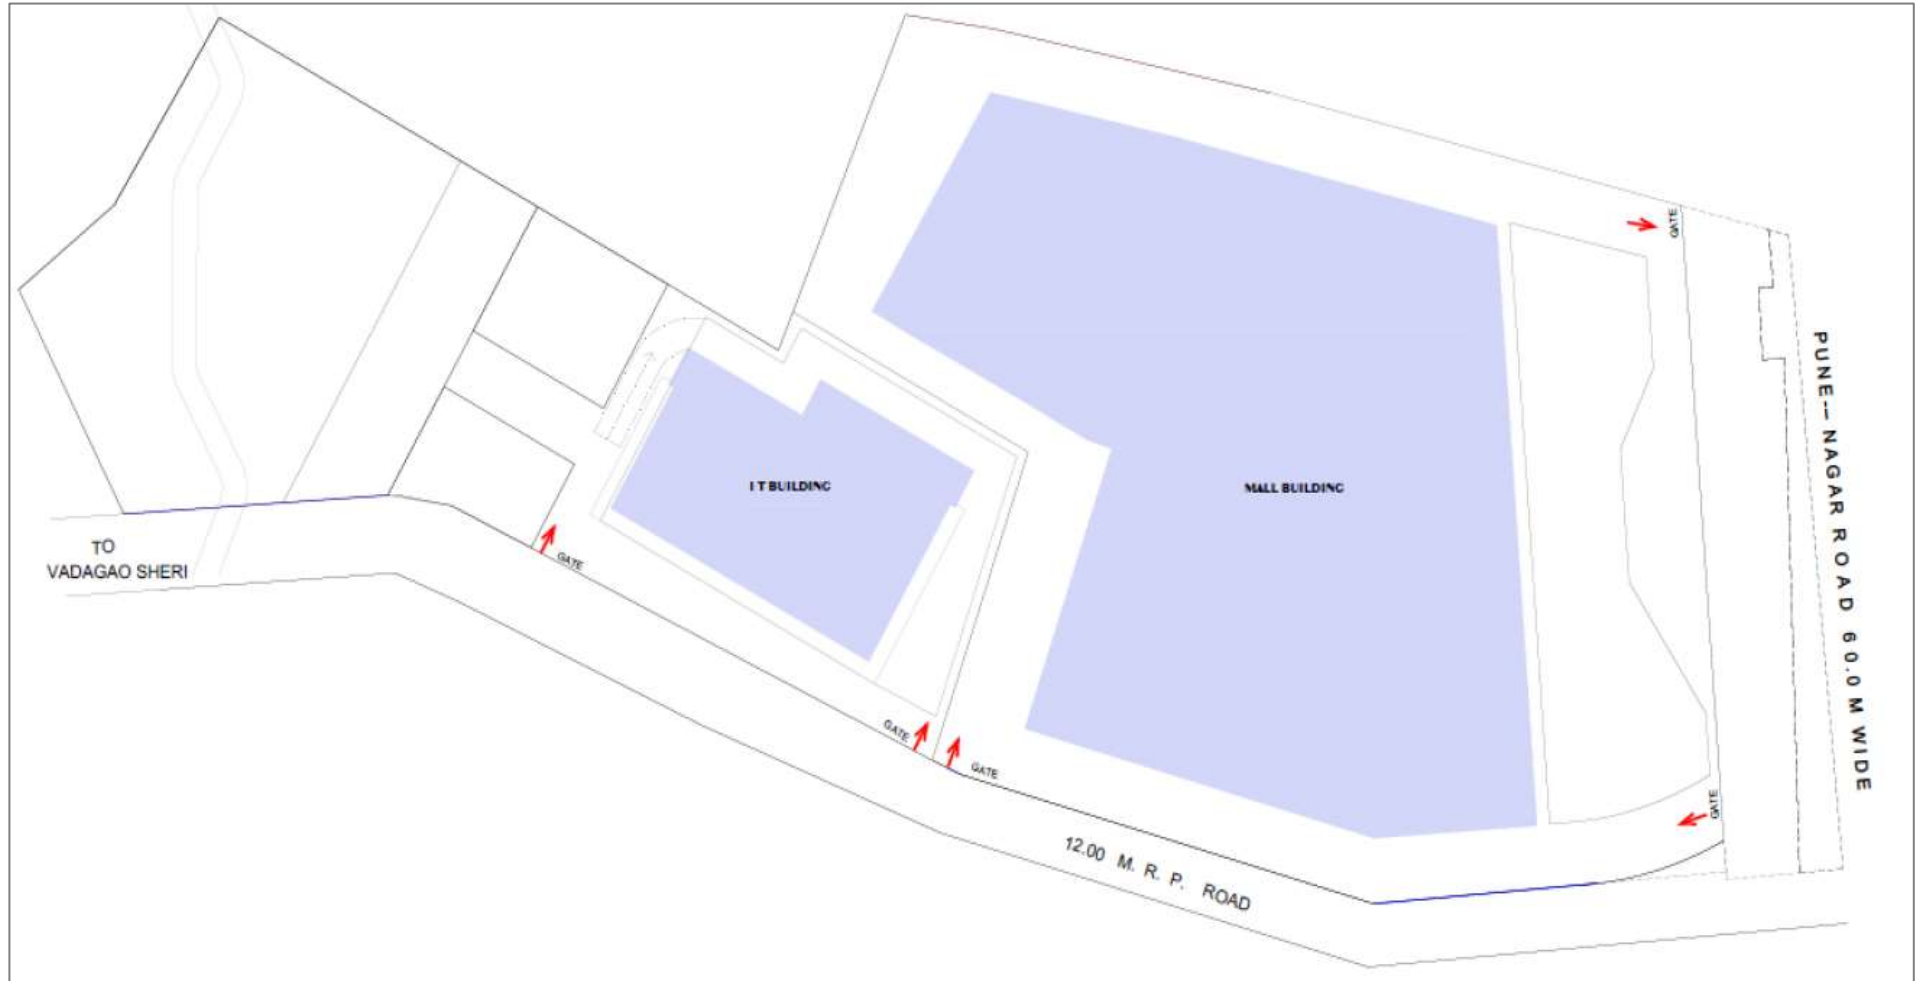 GATE
PUNE--- NAGAR ROAD 60.0 M WIDE
I T BUILDING
MALL BUILDING
TO
VADAGAO SHERI
GATE
GATE
GATE
GATE
12.00 M. R. P. ROAD